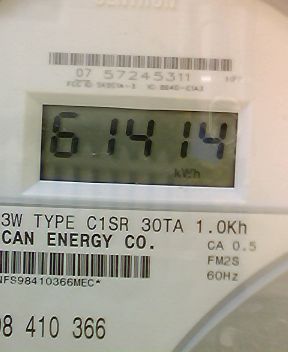 CENTRON
07 57245311
61414
kWh
3W TYPE C1SR 30TA 1.0Kh
CAN ENERGY CO.
CA 0.5
FM2S
60Hz
NFS98410366MEC*
98 410 366